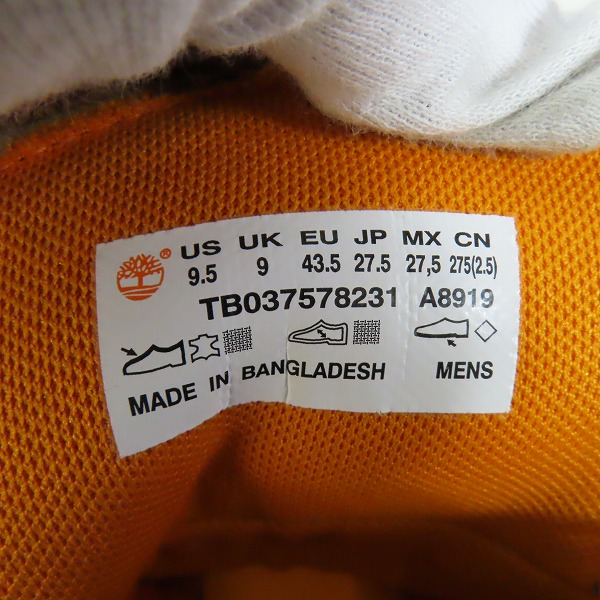 US UK EU JP MX CN
9.5 9 43.5 27.5 27,5 275(2.5)
TB037578231 A8919
MADE IN BANGLADESH MENS